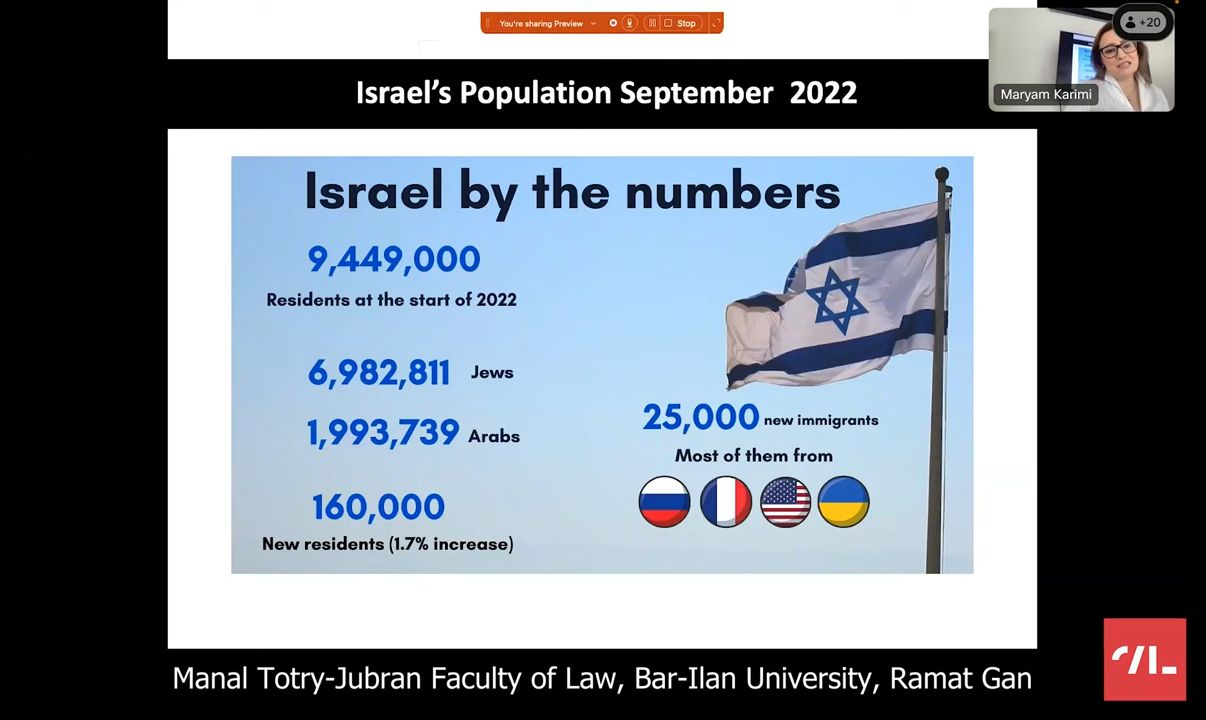 You're sharing Preview
Stop
+20
Maryam Karimi
Israel's Population September 2022
Israel by the numbers
9,449,000
Residents at the start of 2022
6,982,811 Jews
1,993,739 Arabs
160,000
New residents (1.7% increase)
25,000 new immigrants
Most of them from
Manal Totry-Jubran Faculty of Law, Bar-Ilan University, Ramat Gan